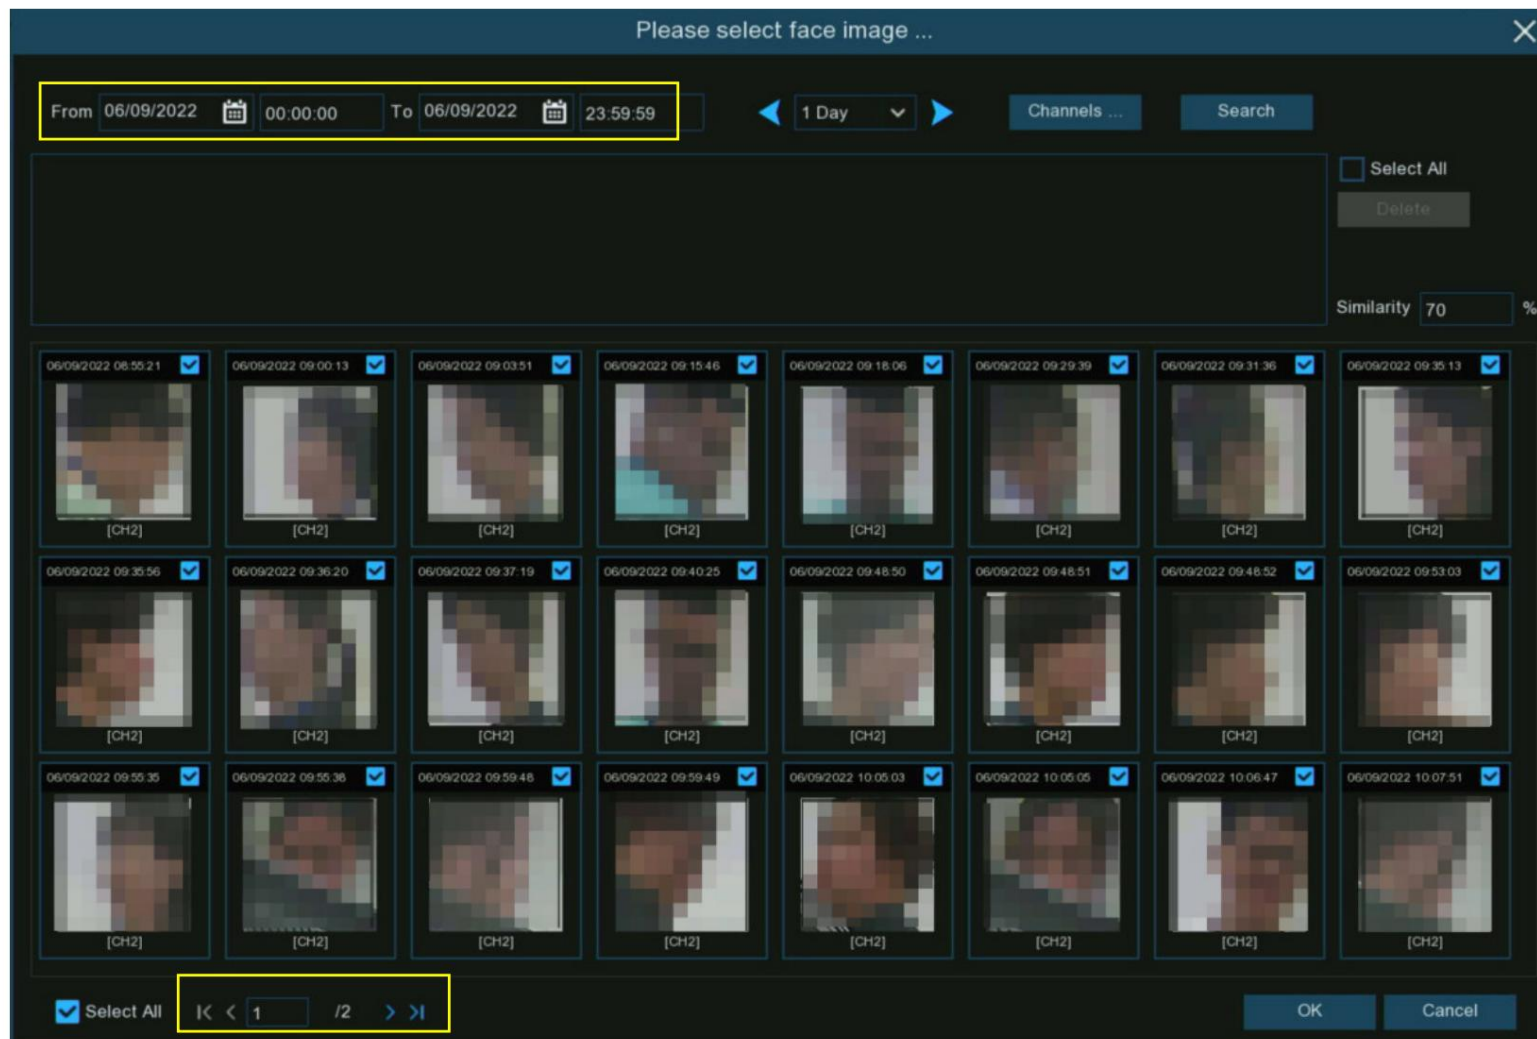 Please select face image ...
From 06/09/2022 00:00:00 To 06/09/2022 23:59:59 1 Day Channels ... Search
Select All
Delete
Similarity 70 %
06/09/2022 08:55:21 06/09/2022 09:00:13 06/09/2022 09:03:51 06/09/2022 09:15:46 06/09/2022 09:18:06 06/09/2022 09:29:39 06/09/2022 09:31:36 06/09/2022 09:35:13
[CH2] [CH2] [CH2] [CH2] [CH2] [CH2] [CH2] [CH2]
06/09/2022 09:35:56 06/09/2022 09:36:20 06/09/2022 09:37:19 06/09/2022 09:40:25 06/09/2022 09:48:50 06/09/2022 09:48:51 06/09/2022 09:48:52 06/09/2022 09:53:03
[CH2] [CH2] [CH2] [CH2] [CH2] [CH2] [CH2] [CH2]
06/09/2022 09:55:35 06/09/2022 09:55:38 06/09/2022 09:59:48 06/09/2022 09:59:49 06/09/2022 10:05:03 06/09/2022 10:05:05 06/09/2022 10:06:47 06/09/2022 10:07:51
[CH2] [CH2] [CH2] [CH2] [CH2] [CH2] [CH2] [CH2]
Select All 1 /2 OK Cancel